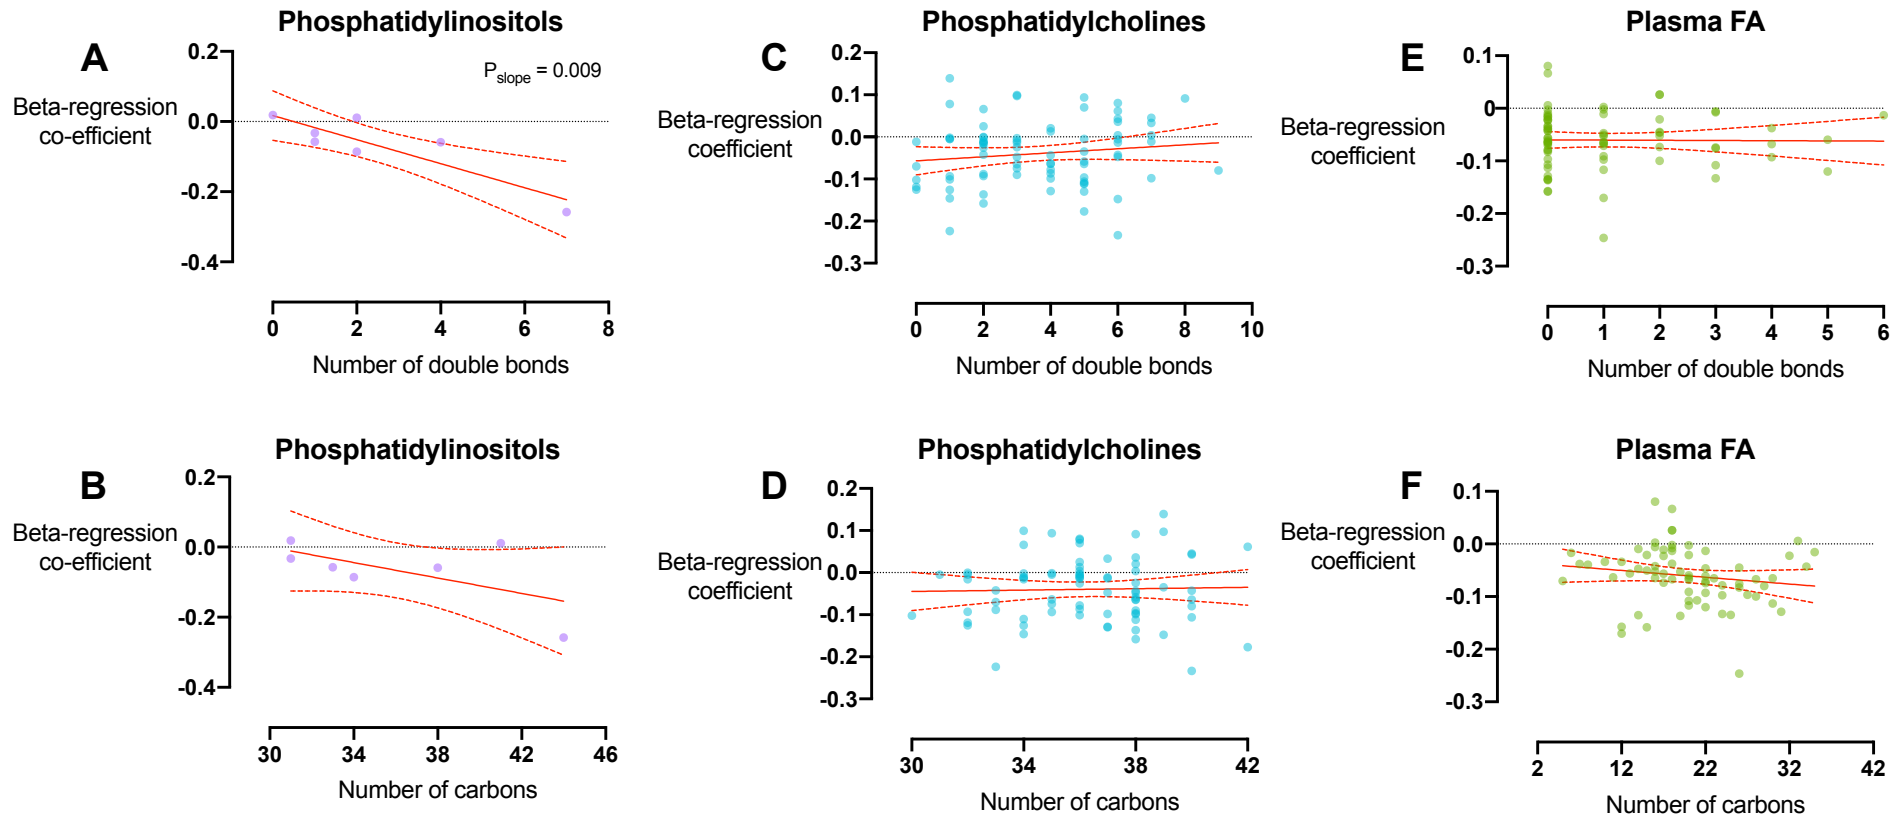 Phosphatidylinositols
A
0.2
0.0
-0.2
-0.4
Beta-regression
co-efficient
Pslope = 0.009
0 2 4 6 8
Number of double bonds
Phosphatidylcholines
C
0.2
0.1
0.0
-0.1
-0.2
-0.3
Beta-regression
coefficient
0 2 4 6 8 10
Number of double bonds
Plasma FA
E
0.1
0
-0.1
-0.2
-0.3
Beta-regression
coefficient
0 1 2 3 4 5 6
Number of double bonds
Phosphatidylinositols
B
0.2
0.0
-0.2
-0.4
Beta-regression
co-efficient
30 34 38 42 46
Number of carbons
Phosphatidylcholines
D
0.2
0.1
0.0
-0.1
-0.2
-0.3
Beta-regression
coefficient
30 34 38 42
Number of carbons
Plasma FA
F
0.1
0.0
-0.1
-0.2
-0.3
Beta-regression
coefficient
2 12 22 32 42
Number of carbons